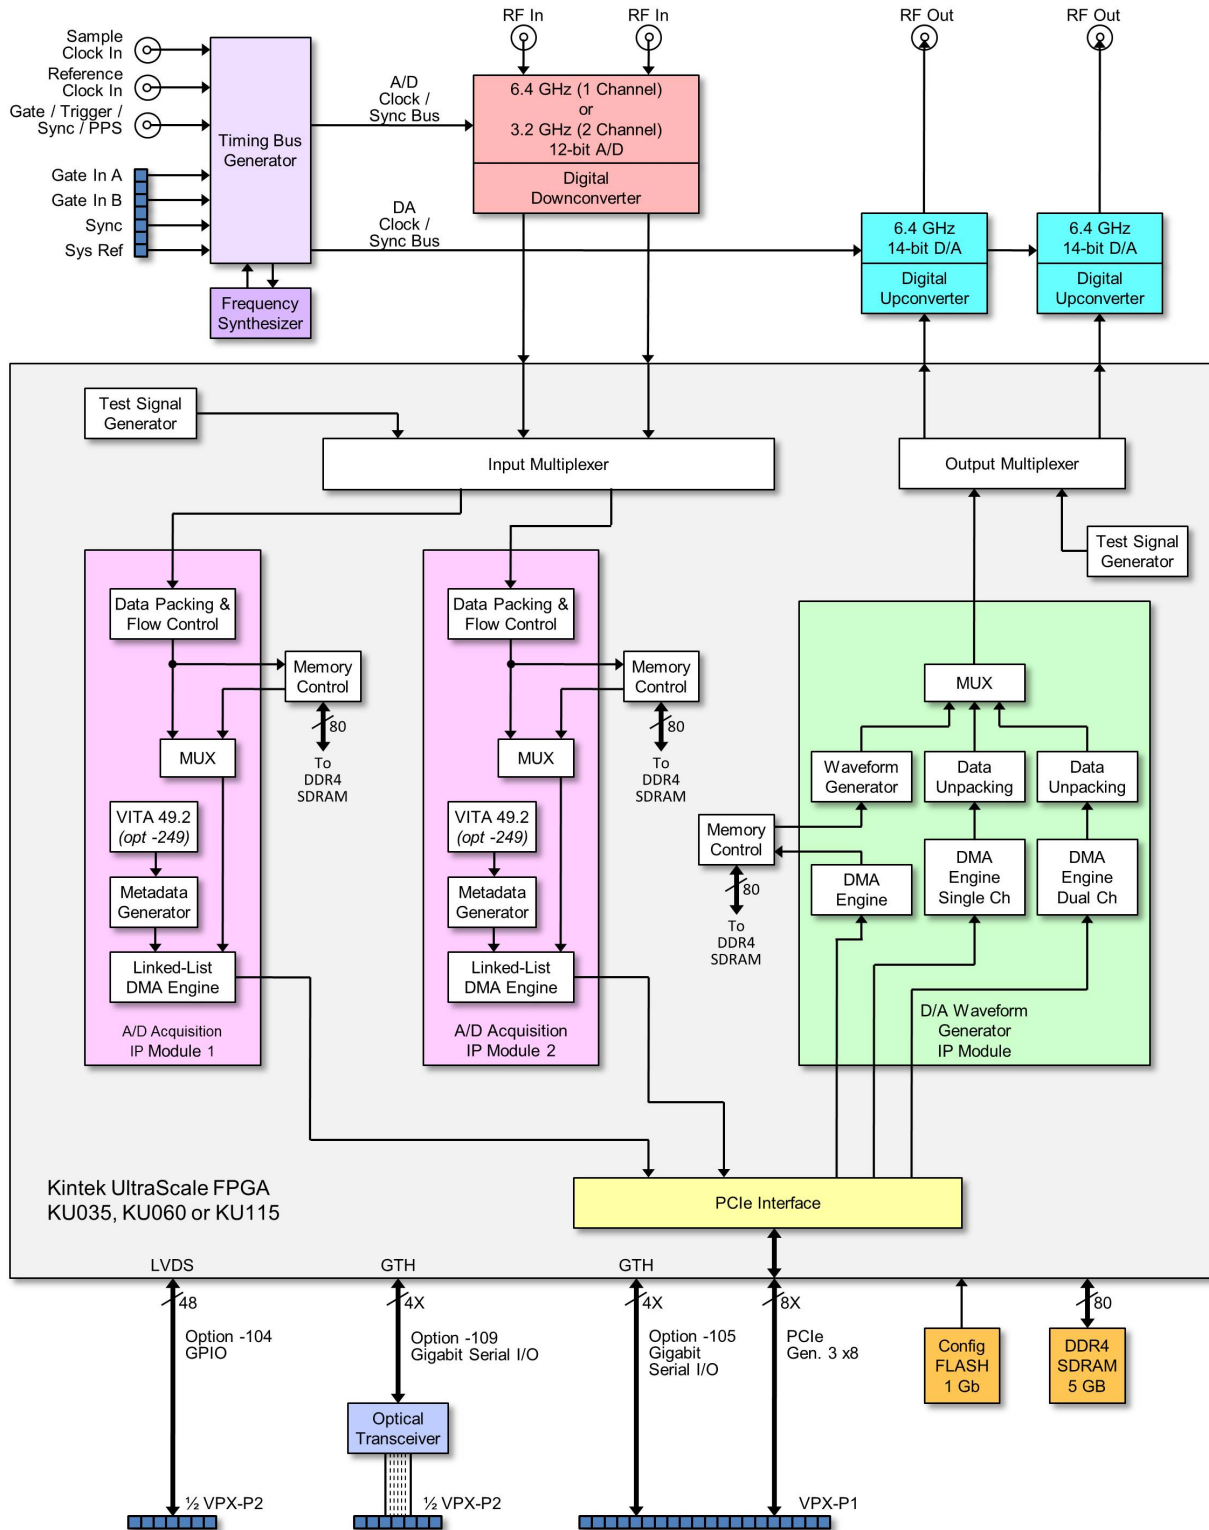 Sample
Clock In
Reference
Clock In
Gate / Trigger /
Sync / PPS
Gate In A
Gate In B
Sync
Sys Ref
Timing Bus
Generator
Frequency
Synthesizer
A/D
Clock /
Sync Bus
DA
Clock /
Sync Bus
RF In
RF In
6.4 GHz (1 Channel)
or
3.2 GHz (2 Channel)
12-bit A/D
Digital
Downconverter
RF Out
RF Out
6.4 GHz
14-bit D/A
Digital
Upconverter
6.4 GHz
14-bit D/A
Digital
Upconverter
Test Signal
Generator
Input Multiplexer
Output Multiplexer
Test Signal
Generator
Data Packing &
Flow Control
Memory
Control
80
To
DDR4
SDRAM
MUX
VITA 49.2
(opt -249)
Metadata
Generator
Linked-List
DMA Engine
A/D Acquisition
IP Module 1
Data Packing &
Flow Control
Memory
Control
80
To
DDR4
SDRAM
MUX
VITA 49.2
(opt -249)
Metadata
Generator
Linked-List
DMA Engine
A/D Acquisition
IP Module 2
MUX
Waveform
Generator
Data
Unpacking
Data
Unpacking
Memory
Control
80
To
DDR4
SDRAM
DMA
Engine
DMA
Engine
Single Ch
DMA
Engine
Dual Ch
D/A Waveform
Generator
IP Module
Kintek UltraScale FPGA
KU035, KU060 or KU115
PCIe Interface
LVDS
GTH
GTH
48
4X
4X
8X
80
Option -104
GPIO
Option -109
Gigabit Serial I/O
Option -105
Gigabit
Serial I/O
PCIe
Gen. 3 x8
Config
FLASH
1 Gb
DDR4
SDRAM
5 GB
Optical
Transceiver
½ VPX-P2
½ VPX-P2
VPX-P1